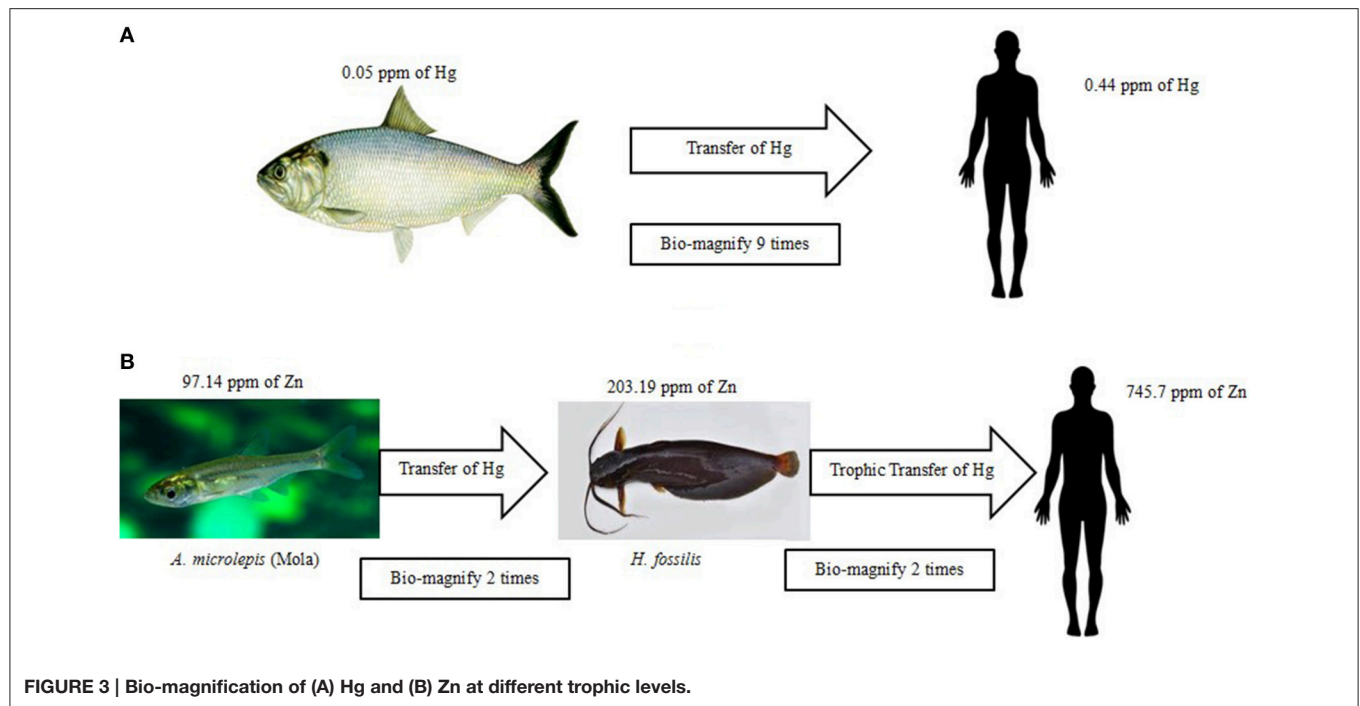 A
0.05 ppm of Hg
0.44 ppm of Hg
Transfer of Hg
Bio-magnify 9 times
B
97.14 ppm of Zn
203.19 ppm of Zn
745.7 ppm of Zn
Transfer of Hg
Trophic Transfer of Hg
A. microlepis (Mola)
H. fossilis
Bio-magnify 2 times
Bio-magnify 2 times
FIGURE 3 | Bio-magnification of (A) Hg and (B) Zn at different trophic levels.